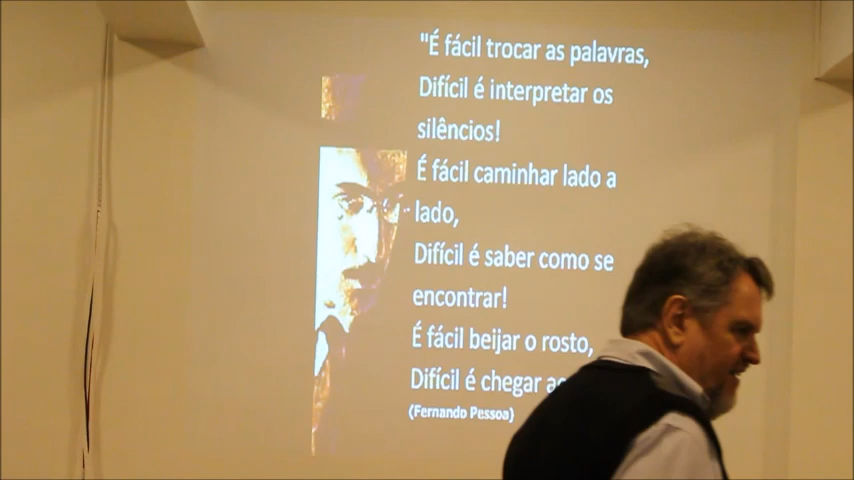 "É fácil trocar as palavras,
Difícil é interpretar os
silêncios!
É fácil caminhar lado a
lado,
Difícil é saber como se
encontrar!
É fácil beijar o rosto,
Difícil é chegar
(Fernando Pessoa)